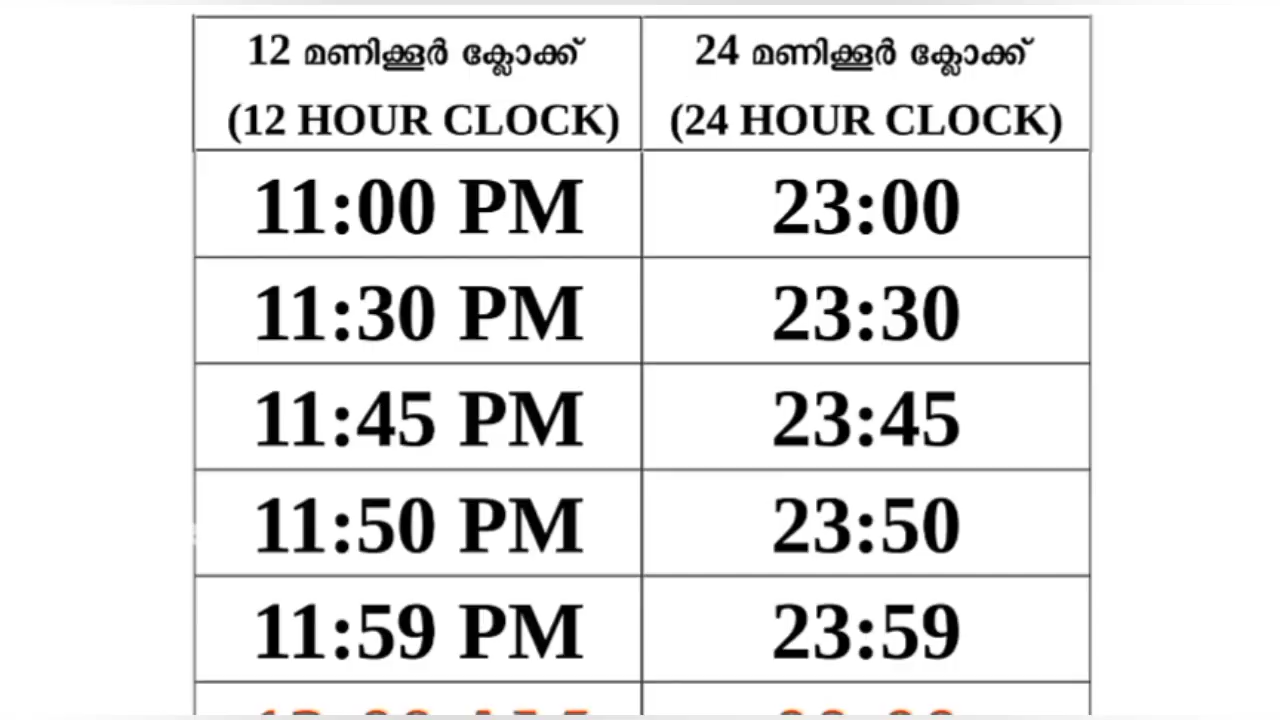 12 മണിക്കൂർ ക്ലോക്ക് 24 മണിക്കൂർ ക്ലോക്ക്
(12 HOUR CLOCK) (24 HOUR CLOCK)
11:00 PM 23:00
11:30 PM 23:30
11:45 PM 23:45
11:50 PM 23:50
11:59 PM 23:59